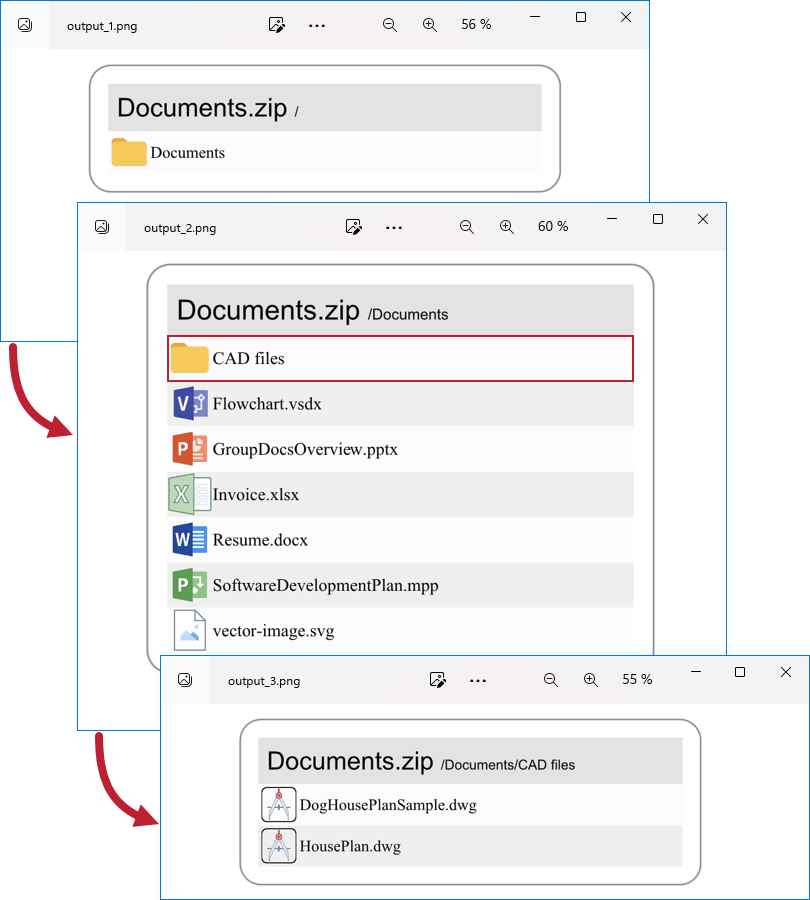 output_1.png
56 %
Documents.zip /
Documents
output_2.png
60 %
Documents.zip /Documents
CAD files
Flowchart.vsdx
GroupDocsOverview.pptx
Invoice.xlsx
Resume.docx
SoftwareDevelopmentPlan.mpp
vector-image.svg
output_3.png
55 %
Documents.zip /Documents/CAD files
DogHousePlanSample.dwg
HousePlan.dwg